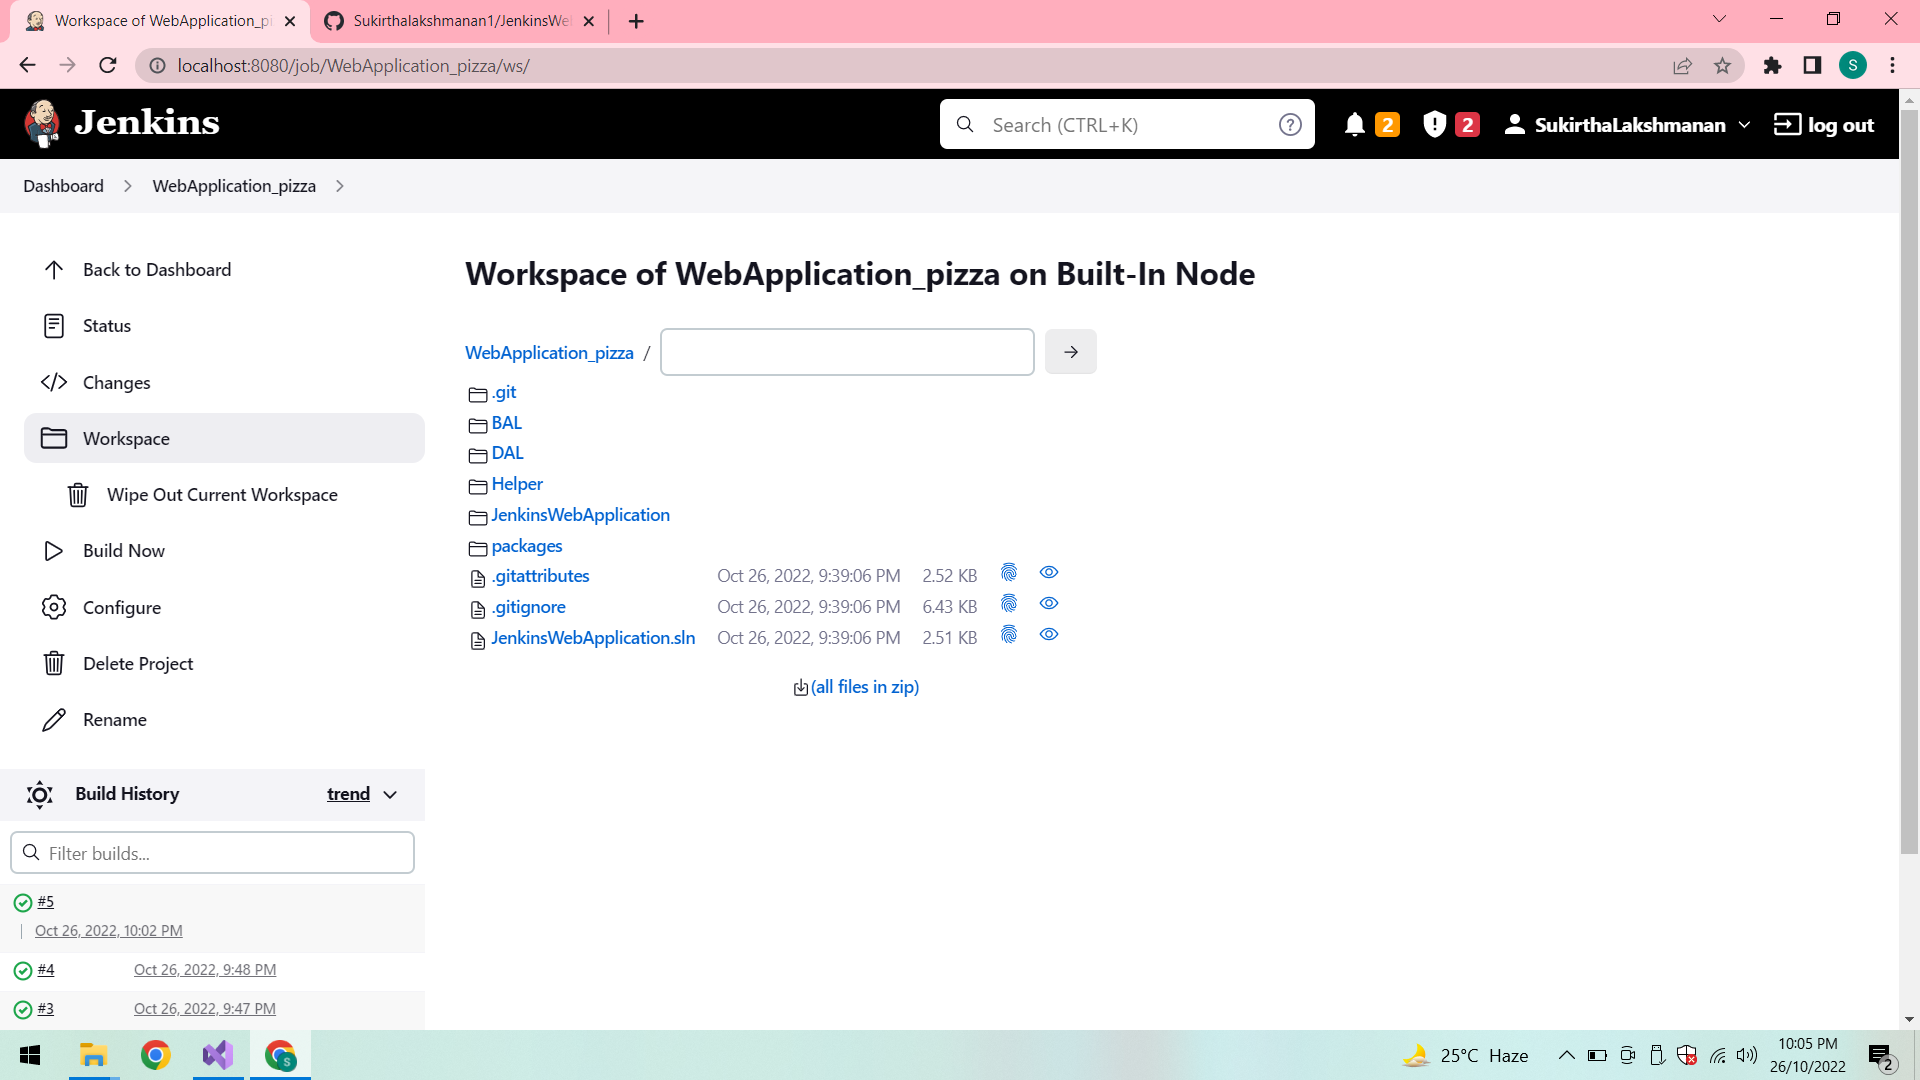 Workspace of WebApplication_pi
Sukirthalakshmanan1/JenkinsWe
localhost:8080/job/WebApplication_pizza/ws/
S
Jenkins
Search (CTRL+K)
2
2
SukirthaLakshmanan
log out
Dashboard
WebApplication_pizza
Back to Dashboard
Status
Changes
Workspace
Wipe Out Current Workspace
Build Now
Configure
Delete Project
Rename
Workspace of WebApplication_pizza on Built-In Node
WebApplication_pizza /
.git
BAL
DAL
Helper
JenkinsWebApplication
packages
.gitattributes Oct 26, 2022, 9:39:06 PM 2.52 KB
.gitignore Oct 26, 2022, 9:39:06 PM 6.43 KB
JenkinsWebApplication.sln Oct 26, 2022, 9:39:06 PM 2.51 KB
(all files in zip)
Build History trend
Filter builds...
#5
Oct 26, 2022, 10:02 PM
#4 Oct 26, 2022, 9:48 PM
#3 Oct 26, 2022, 9:47 PM
S
25°C Haze
10:05 PM
26/10/2022
2